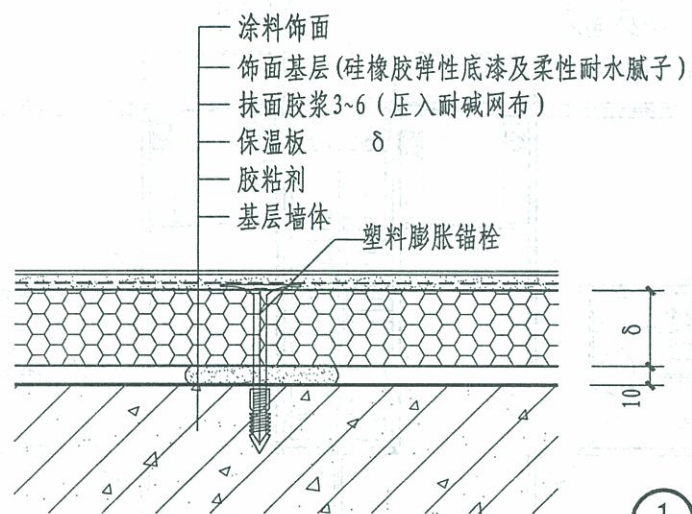 涂料饰面
饰面基层(硅橡胶弹性底漆及柔性耐水腻子)
抹面胶浆3~6(压入耐碱网布)
保温板 δ
胶粘剂
基层墙体
塑料膨胀锚栓
δ
10
1